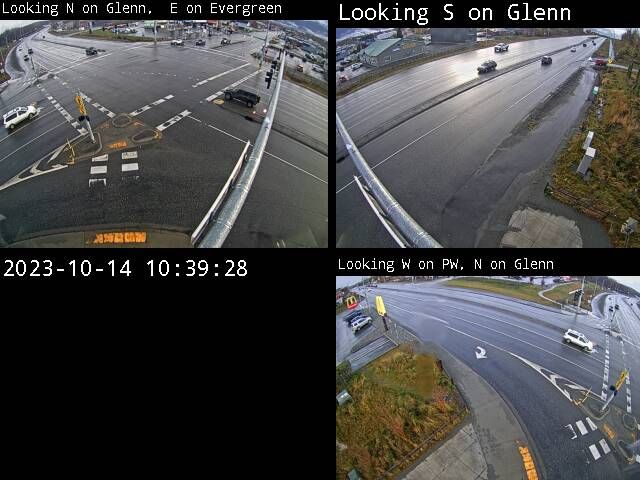 Looking N on Glenn,  E on Evergreen
Looking S on Glenn
2023-10-14 10:39:28
Looking W on PW, N on Glenn